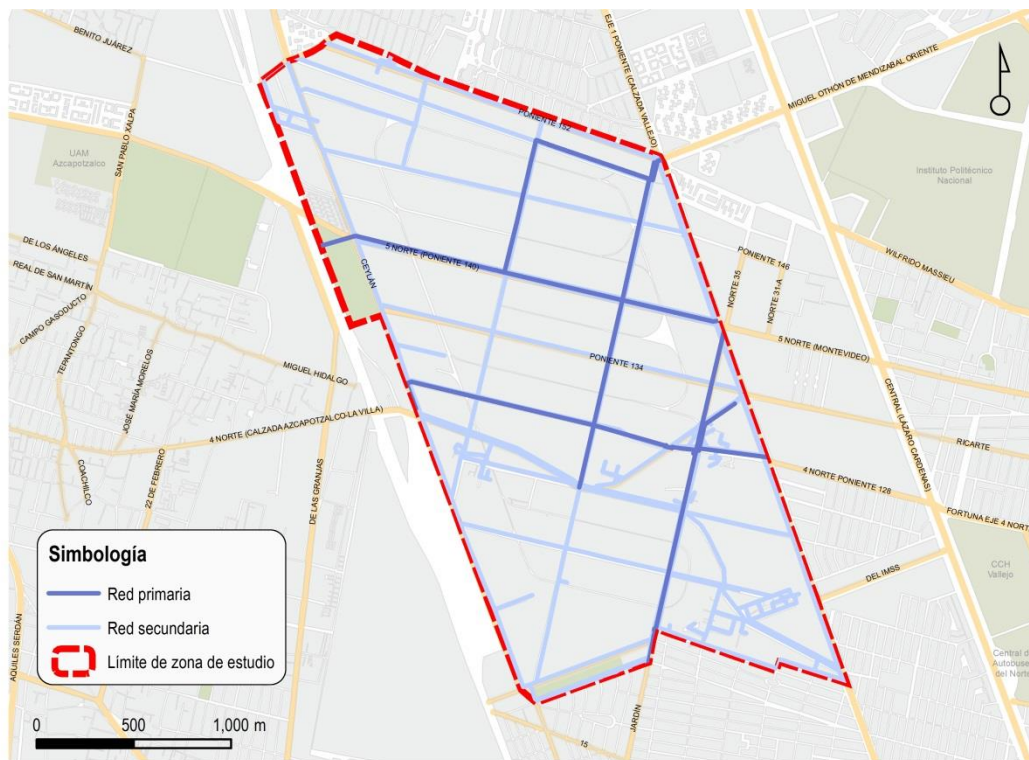 BENITO JUÁREZ
EJE 1 PONIENTE (CALZADA VALLEJO)
MIGUEL OTHÓN DE MENDIZABAL ORIENTE
SAN PABLO XALPA
PONIENTE 152
UAM
Azcapotzalco
Instituto Politécnico
Nacional
DE LOS ÁNGELES
REAL DE SAN MARTÍN
CAMPO GASODUCTO
TEPANTONGO
JOSÉ MARÍA MORELOS
MIGUEL HIDALGO
CEYLÁN
5 NORTE (PONIENTE 140)
PONIENTE 146
NORTE 35
NORTE 31-A
WILFRIDO MASSIEU
5 NORTE (MONTEVIDEO)
PONIENTE 134
CENTRAL (LÁZARO CÁRDENAS)
RICARTE
4 NORTE (CALZADA AZCAPOTZALCO-LA VILLA)
COACHILCO
22 DE FEBRERO
DE LAS GRANJAS
4 NORTE PONIENTE 128
FORTUNA EJE 4 NORT
DEL IMSS
CCH
Vallejo
Central d
Autobuse
del Nort
AQUILES SERDÁN
JARDÍN
15
Simbología
Red primaria
Red secundaria
Límite de zona de estudio
0 500 1,000 m